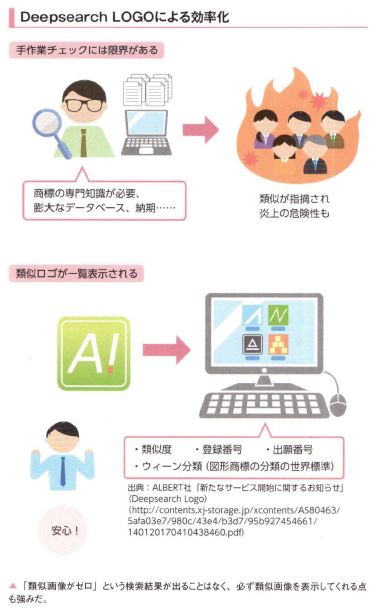 Deepsearch LOGOによる効率化
手作業チェックには限界がある
商標の専門知識が必要、
膨大なデータベース、納期……
類似が指摘され
炎上の危険性も
類似ロゴが一覧表示される
A!
A N
・類似度 ・登録番号 ・出願番号
・ウィーン分類（図形商標の分類の世界標準）
安心！
出典：ALBERT社「新たなサービス開始に関するお知らせ」
（Deepsearch Logo）
（http://contents.xj-storage.jp/xcontents/AS80463/
5afa03e7/980c/43e4/b3d7/95b927454661/
140120170410438460.pdf）
▲ 「類似画像がゼロ」という検索結果が出ることはなく、必ず類似画像を表示してくれる点
も強みだ。